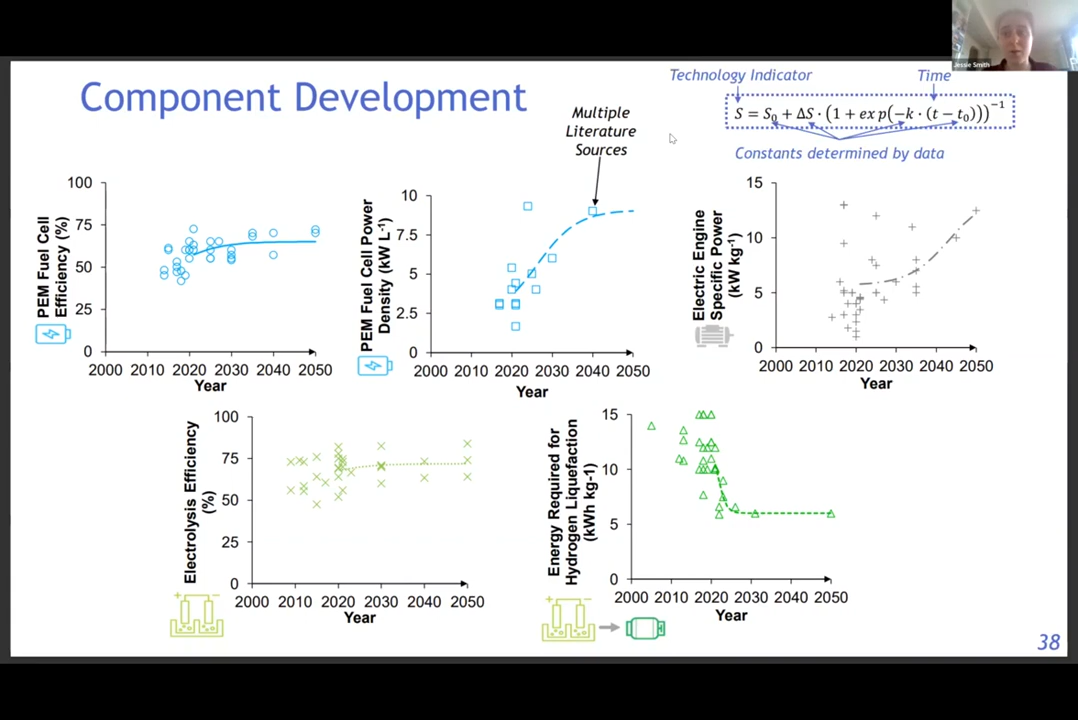 Jessie Smith
Component Development
Technology Indicator
Time
S = S₀ + ΔS · (1 + exp(−k · (t − t₀)))⁻¹
Constants determined by data
Multiple
Literature
Sources
PEM Fuel Cell
Efficiency (%)
100
75
50
25
0
2000 2010 2020 2030 2040 2050
Year
PEM Fuel Cell Power
Density (kW L⁻¹)
10
7.5
5
2.5
0
2000 2010 2020 2030 2040 2050
Year
Electric Engine
Specific Power
(kW kg⁻¹)
15
10
5
0
2000 2010 2020 2030 2040 2050
Year
Electrolysis Efficiency
(%)
100
75
50
25
0
2000 2010 2020 2030 2040 2050
Year
Energy Required for
Hydrogen Liquefaction
(kWh kg-1)
15
10
5
0
2000 2010 2020 2030 2040 2050
Year
38